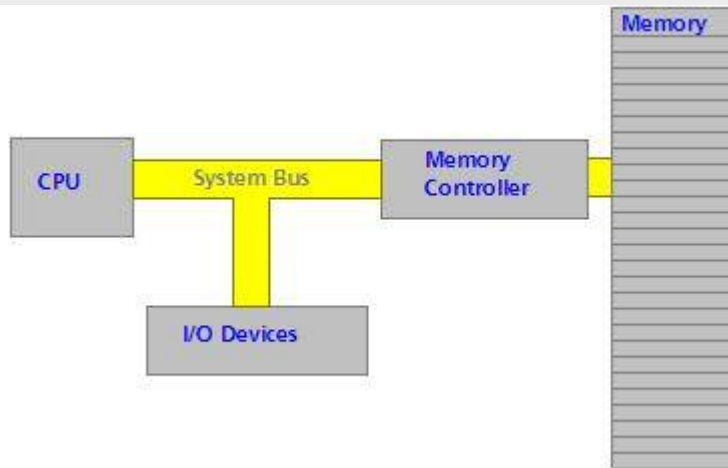 Memory
CPU
System Bus
Memory
Controller
I/O Devices